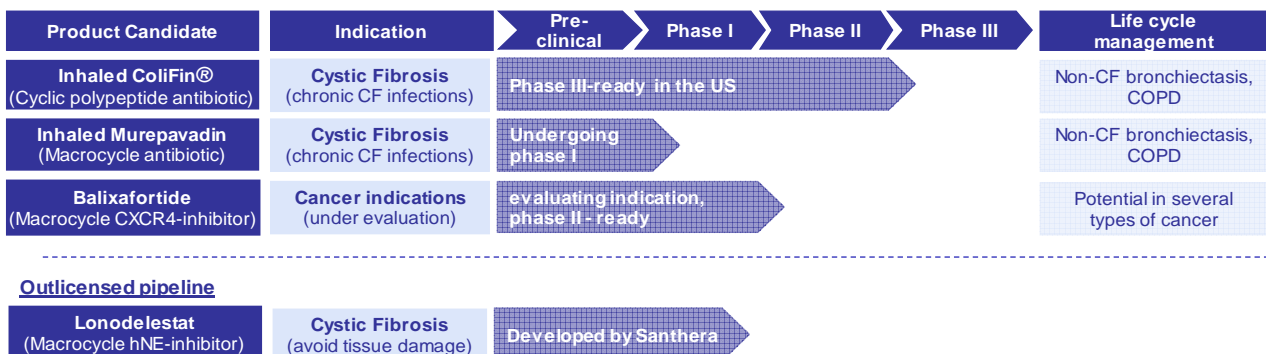 Product Candidate
Indication
Pre-
clinical
Phase I
Phase II
Phase III
Life cycle
management
Inhaled ColiFin®
(Cyclic polypeptide antibiotic)
Cystic Fibrosis
(chronic CF infections)
Phase III-ready in the US
Non-CF bronchiectasis,
COPD
Inhaled Murepavadin
(Macrocycle antibiotic)
Cystic Fibrosis
(chronic CF infections)
Undergoing
phase I
Non-CF bronchiectasis,
COPD
Balixafortide
(Macrocycle CXCR4-inhibitor)
Cancer indications
(under evaluation)
evaluating indication,
phase II - ready
Potential in several
types of cancer
Outlicensed pipeline
Lonodelestat
(Macrocycle hNE-inhibitor)
Cystic Fibrosis
(avoid tissue damage)
Developed by Santhera